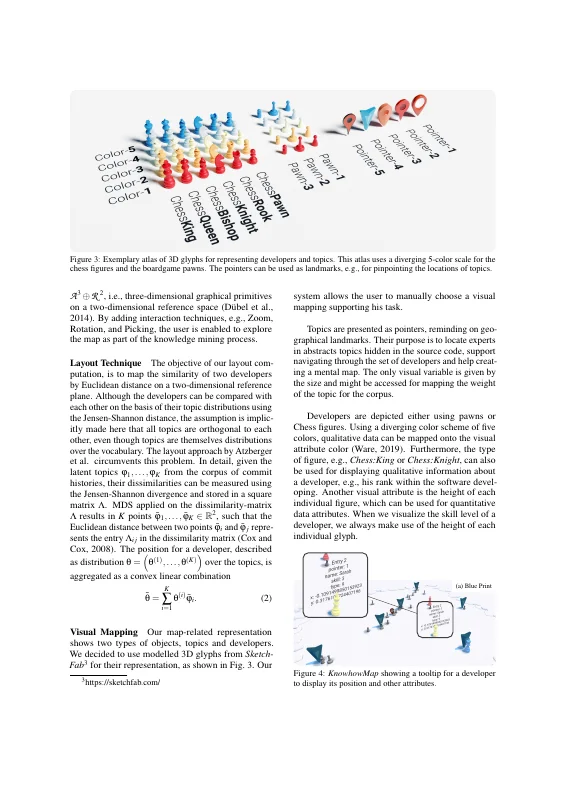 Color-5
Color-4
Color-3
Color-2
Color-1
ChessKing
ChessQueen
ChessBishop
ChessKnight
ChessRook
ChessPawn
Pawn-3
Pawn-2
Pawn-1
Pointer-5
Pointer-4
Pointer-3
Pointer-2
Pointer-1
Figure 3: Exemplary atlas of 3D glyphs for representing developers and topics. This atlas uses a diverging 5-color scale for the
chess figures and the boardgame pawns. The pointers can be used as landmarks, e.g., for pinpointing the locations of topics.
𝒜³ ⊕ ℛ², i.e., three-dimensional graphical primitives
on a two-dimensional reference space (Dübel et al.,
2014). By adding interaction techniques, e.g., Zoom,
Rotation, and Picking, the user is enabled to explore
the map as part of the knowledge mining process.
Layout Technique The objective of our layout com-
putation, is to map the similarity of two developers
by Euclidean distance on a two-dimensional reference
plane. Although the developers can be compared with
each other on the basis of their topic distributions using
the Jensen-Shannon distance, the assumption is implic-
itly made here that all topics are orthogonal to each
other, even though topics are themselves distributions
over the vocabulary. The layout approach by Atzberger
et al. circumvents this problem. In detail, given the
latent topics φ₁, . . . , φ_K from the corpus of commit
histories, their dissimilarities can be measured using
the Jensen-Shannon divergence and stored in a square
matrix Λ. MDS applied on the dissimilarity-matrix
Λ results in K points φ̄₁, . . . , φ̄_K ∈ ℝ², such that the
Euclidean distance between two points φ̄ᵢ and φ̄ⱼ repre-
sents the entry Λᵢⱼ in the dissimilarity matrix (Cox and
Cox, 2008). The position for a developer, described
as distribution θ = (θ⁽¹⁾, . . . , θ⁽ᴷ⁾) over the topics, is
aggregated as a convex linear combination
θ̄ = ∑ᵢ₌₁ᴷ θ⁽ⁱ⁾φ̄ᵢ. (2)
Visual Mapping Our map-related representation
shows two types of objects, topics and developers.
We decided to use modelled 3D glyphs from Sketch-
Fab³ for their representation, as shown in Fig. 3. Our
³https://sketchfab.com/
system allows the user to manually choose a visual
mapping supporting his task.
Topics are presented as pointers, reminding on geo-
graphical landmarks. Their purpose is to locate experts
in abstracts topics hidden in the source code, support
navigating through the set of developers and help creat-
ing a mental map. The only visual variable is given by
the size and might be accessed for mapping the weight
of the topic for the corpus.
Developers are depicted either using pawns or
Chess figures. Using a diverging color scheme of five
colors, qualitative data can be mapped onto the visual
attribute color (Ware, 2019). Furthermore, the type
of figure, e.g., Chess:King or Chess:Knight, can also
be used for displaying qualitative information about
a developer, e.g., his rank within the software devel-
oping. Another visual attribute is the height of each
individual figure, which can be used for quantitative
data attributes. When we visualize the skill level of a
developer, we always make use of the height of each
individual glyph.
Entry 2
pointer: 1
name: Sarah
skill: 3
(a) Blue Print
Figure 4: KnowhowMap showing a tooltip for a developer
to display its position and other attributes.